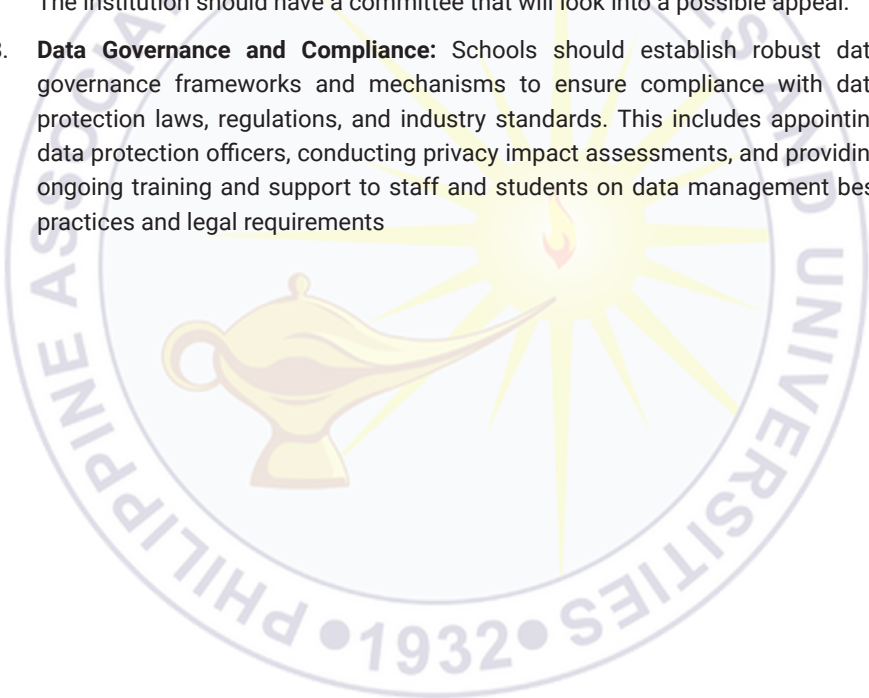 The institution should have a committee that will look into a possible appeal.
Data Governance and Compliance: Schools should establish robust dat
governance frameworks and mechanisms to ensure compliance with dat
protection laws, regulations, and industry standards. This includes appointin
data protection officers, conducting privacy impact assessments, and providin
ongoing training and support to staff and students on data management bes
practices and legal requirements
PHILIPPINE ASSOCIA
ES AND UNIVERSITIES
•1932•